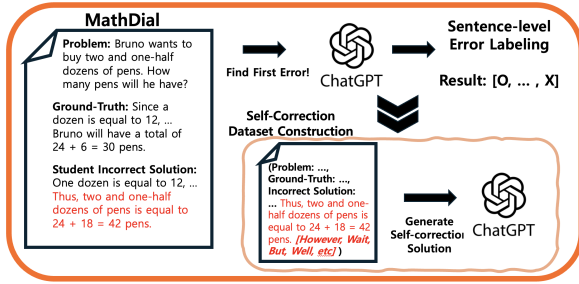 MathDial
Problem: Bruno wants to
buy two and one-half
dozens of pens. How
many pens will he have?
Ground-Truth: Since a
dozen is equal to 12, ...
Bruno will have a total of
24 + 6 = 30 pens.
Student Incorrect Solution:
One dozen is equal to 12, ...
Thus, two and one-half
dozens of pens is equal to
24 + 18 = 42 pens.
Find First Error!
ChatGPT
Sentence-level
Error Labeling
Result: [O, ... , X]
Self-Correction
Dataset Construction
(Problem: ...,
Ground-Truth: ...,
Incorrect Solution:
... Thus, two and one-
half dozens of pens is
equal to 24 + 18 = 42
pens. [However, Wait,
But, Well, etc] )
Generate
Self-correction
Solution
ChatGPT